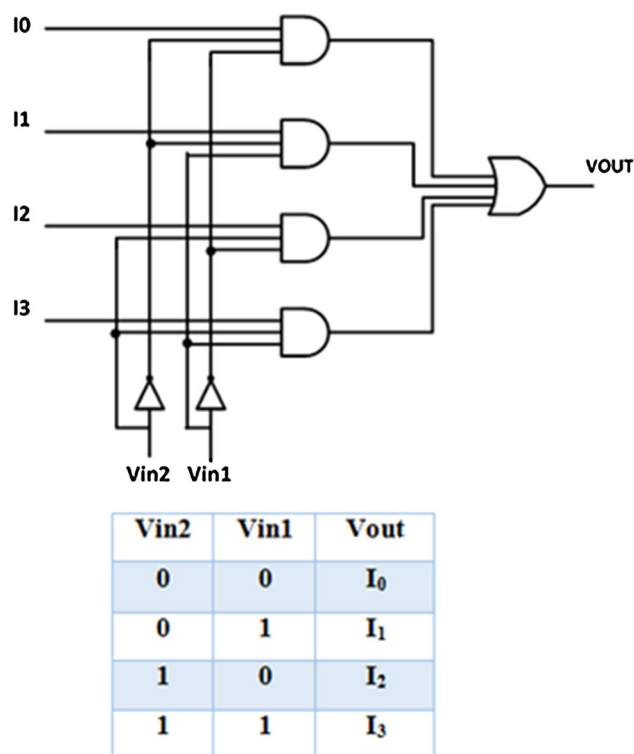 I0
I1
VOUT
I2
I3
Vin2 Vin1
Vin2 Vin1 Vout
0 0 I₀
0 1 I₁
1 0 I₂
1 1 I₃